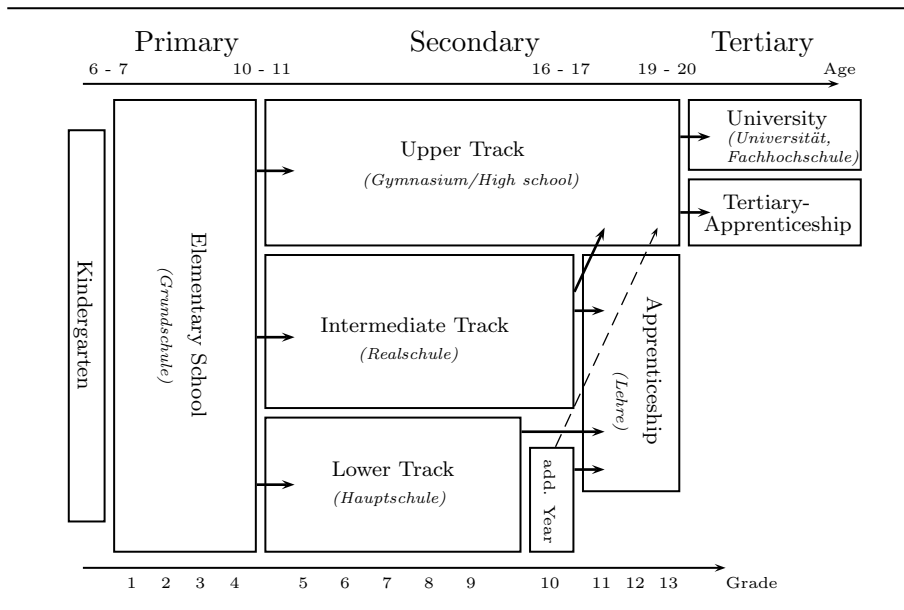 Primary
Secondary
Tertiary
6 - 7
10 - 11
16 - 17
19 - 20
Age
Kindergarten
Elementary School
(Grundschule)
Upper Track
(Gymnasium/High school)
Intermediate Track
(Realschule)
Lower Track
(Hauptschule)
add. Year
Apprenticeship
(Lehre)
University
(Universität,
Fachhochschule)
Tertiary-
Apprenticeship
1 2 3 4 5 6 7 8 9 10 11 12 13 Grade